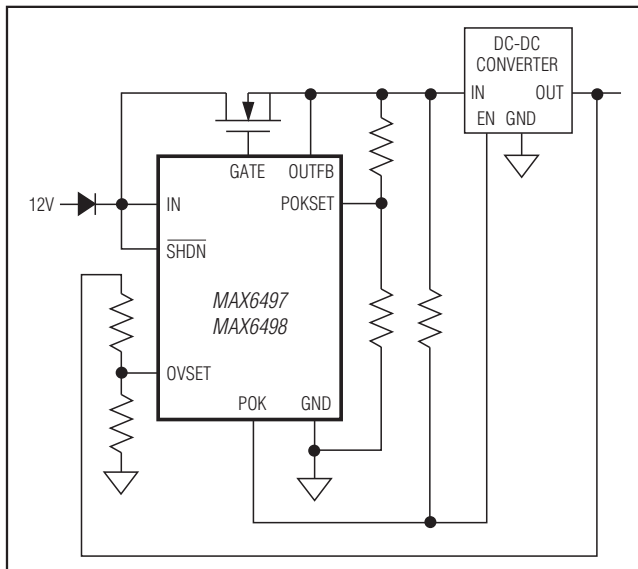 DC-DC
CONVERTER
IN OUT
EN GND
GATE OUTFB
12V
IN
POKSET
SHDN
MAX6497
MAX6498
OVSET
POK GND